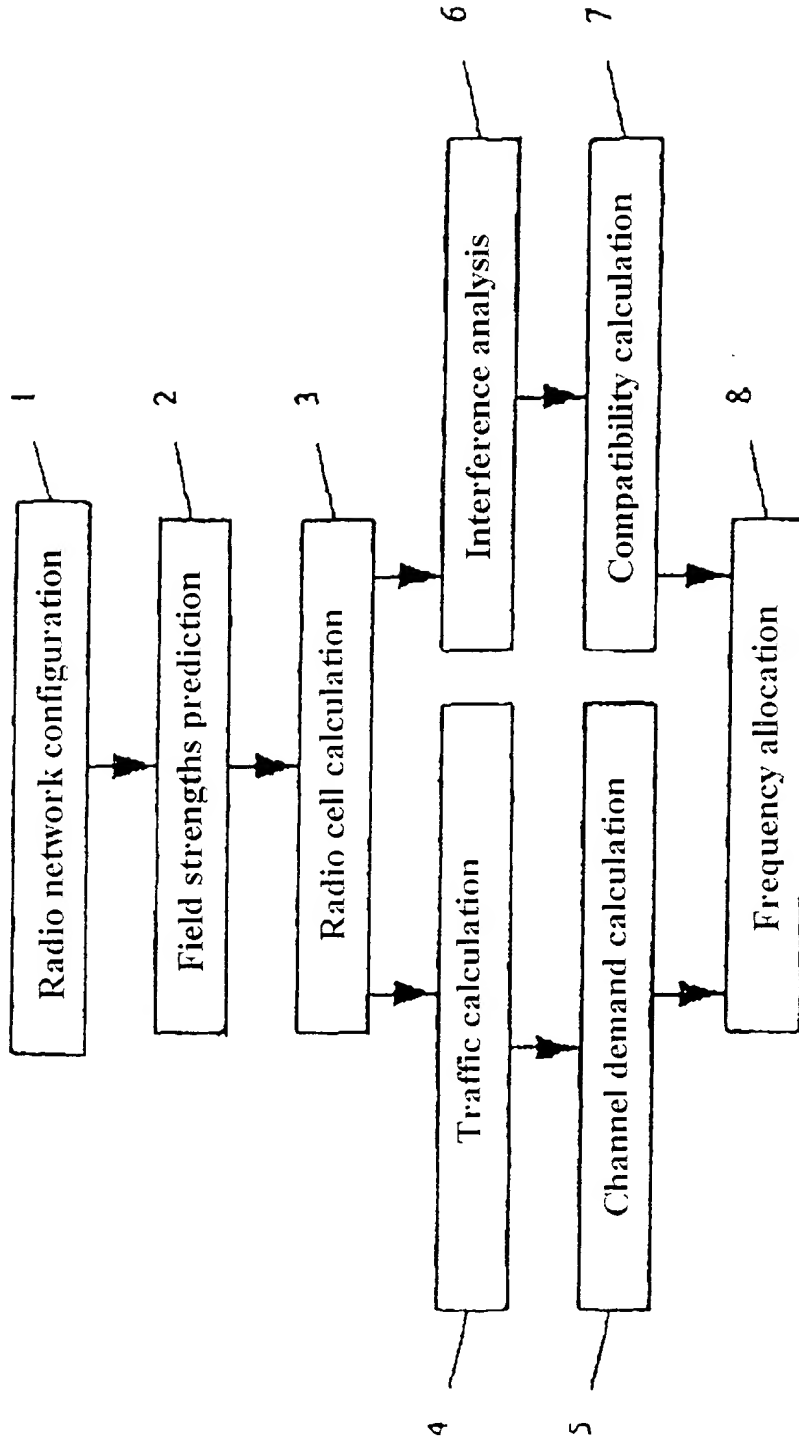 Radio network configuration
1
Field strengths prediction
2
Radio cell calculation
3
Traffic calculation
4
Channel demand calculation
5
Interference analysis
6
Compatibility calculation
7
Frequency allocation
8